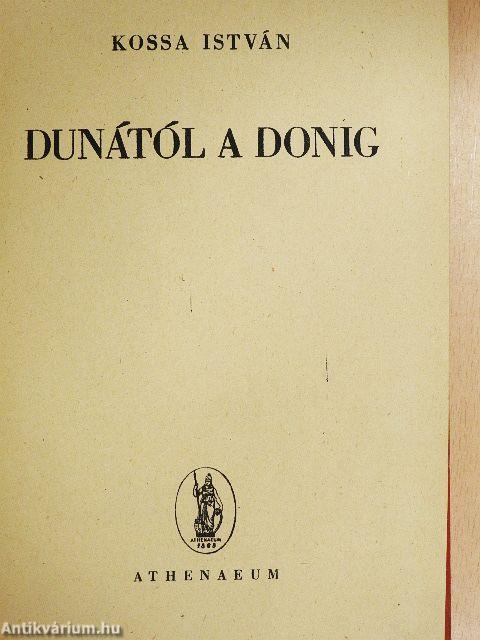 KOSSA ISTVÁN
DUNÁTÓL A DONIG
ATHENAEUM
1868
ATHENAEUM
Antikvárium.hu